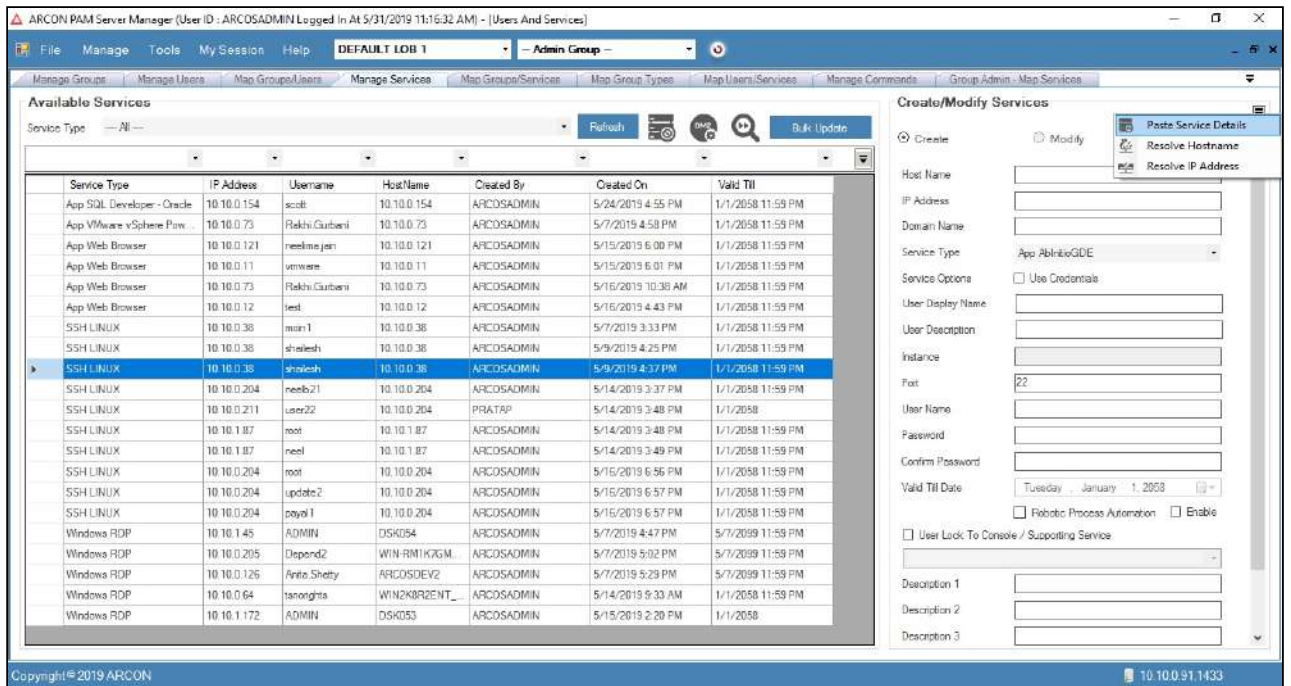 ARCON PAM Server Manager (User ID : ARCOSADMIN Logged In At 5/31/2019 11:16:32 AM) - [Users And Services]
File Manage Tools My Session Help DEFAULT LOB 1 -- Admin Group --
Manage Groups Manage Users Map Groups/Users Manage Services Map Groups/Services Map Group Types Map Users/Services Manage Commands Group Admin - Map Services
Available Services
Service Type --- All --- Refresh Bulk Update
Service Type IP Address Username HostName Created By Created On Valid Till
App SQL Developer - Oracle 10.10.0.154 scott 10.10.0.154 ARCOSADMIN 5/24/2019 4:55 PM 1/1/2058 11:59 PM
App VMware vSphere Pow... 10.10.0.73 Rakhi.Gurbani 10.10.0.73 ARCOSADMIN 5/7/2019 4:58 PM 1/1/2058 11:59 PM
App Web Browser 10.10.0.121 neelima.jain 10.10.0.121 ARCOSADMIN 5/15/2019 6:00 PM 1/1/2058 11:59 PM
App Web Browser 10.10.0.11 vmware 10.10.0.11 ARCOSADMIN 5/15/2019 6:01 PM 1/1/2058 11:59 PM
App Web Browser 10.10.0.73 Rakhi.Gurbani 10.10.0.73 ARCOSADMIN 5/16/2019 10:38 AM 1/1/2058 11:59 PM
App Web Browser 10.10.0.12 test 10.10.0.12 ARCOSADMIN 5/16/2019 4:43 PM 1/1/2058 11:59 PM
SSH LINUX 10.10.0.38 10.10.0.38 ARCOSADMIN 5/7/2019 3:33 PM 1/1/2058 11:59 PM
SSH LINUX 10.10.0.38 shailesh 10.10.0.38 ARCOSADMIN 5/9/2019 4:25 PM 1/1/2058 11:59 PM
SSH LINUX 10.10.0.38 shailesh 10.10.0.38 ARCOSADMIN 5/9/2019 4:37 PM 1/1/2058 11:59 PM
SSH LINUX 10.10.0.204 neelb21 10.10.0.204 ARCOSADMIN 5/14/2019 3:37 PM 1/1/2058 11:59 PM
SSH LINUX 10.10.0.211 user22 10.10.0.204 PRATAP 5/14/2019 3:48 PM 1/1/2058
SSH LINUX 10.10.1.87 root 10.10.1.87 ARCOSADMIN 5/14/2019 3:48 PM 1/1/2058 11:59 PM
SSH LINUX 10.10.1.87 neel 10.10.1.87 ARCOSADMIN 5/14/2019 3:49 PM 1/1/2058 11:59 PM
SSH LINUX 10.10.0.204 root 10.10.0.204 ARCOSADMIN 5/16/2019 6:56 PM 1/1/2058 11:59 PM
SSH LINUX 10.10.0.204 update2 10.10.0.204 ARCOSADMIN 5/16/2019 6:57 PM 1/1/2058 11:59 PM
SSH LINUX 10.10.0.204 payal1 10.10.0.204 ARCOSADMIN 5/16/2019 6:57 PM 1/1/2058 11:59 PM
Windows RDP 10.10.1.45 ADMIN DSK054 ARCOSADMIN 5/7/2019 4:47 PM 5/7/2099 11:59 PM
Windows RDP 10.10.0.205 Depend2 WIN-RM1K7GM... ARCOSADMIN 5/7/2019 5:02 PM 5/7/2099 11:59 PM
Windows RDP 10.10.0.126 Anita.Shetty ARCOSDEV2 ARCOSADMIN 5/7/2019 5:29 PM 5/7/2099 11:59 PM
Windows RDP 10.10.0.64 WIN2K8R2ENT_... ARCOSADMIN 5/14/2019 9:33 AM 1/1/2058 11:59 PM
Windows RDP 10.10.1.172 ADMIN DSK053 ARCOSADMIN 5/15/2019 2:20 PM 1/1/2058
Create/Modify Services
Paste Service Details
Resolve Hostname
Resolve IP Address
Create Modify
Host Name
IP Address
Domain Name
Service Type App AbInitioGDE
Service Options Use Credentials
User Display Name
User Description
Instance
Port 22
User Name
Password
Confirm Password
Valid Till Date Tuesday , January 1, 2058
Robotic Process Automation Enable
User Lock To Console / Supporting Service
Description 1
Description 2
Description 3
Copyright © 2019 ARCON 10.10.0.91,1433